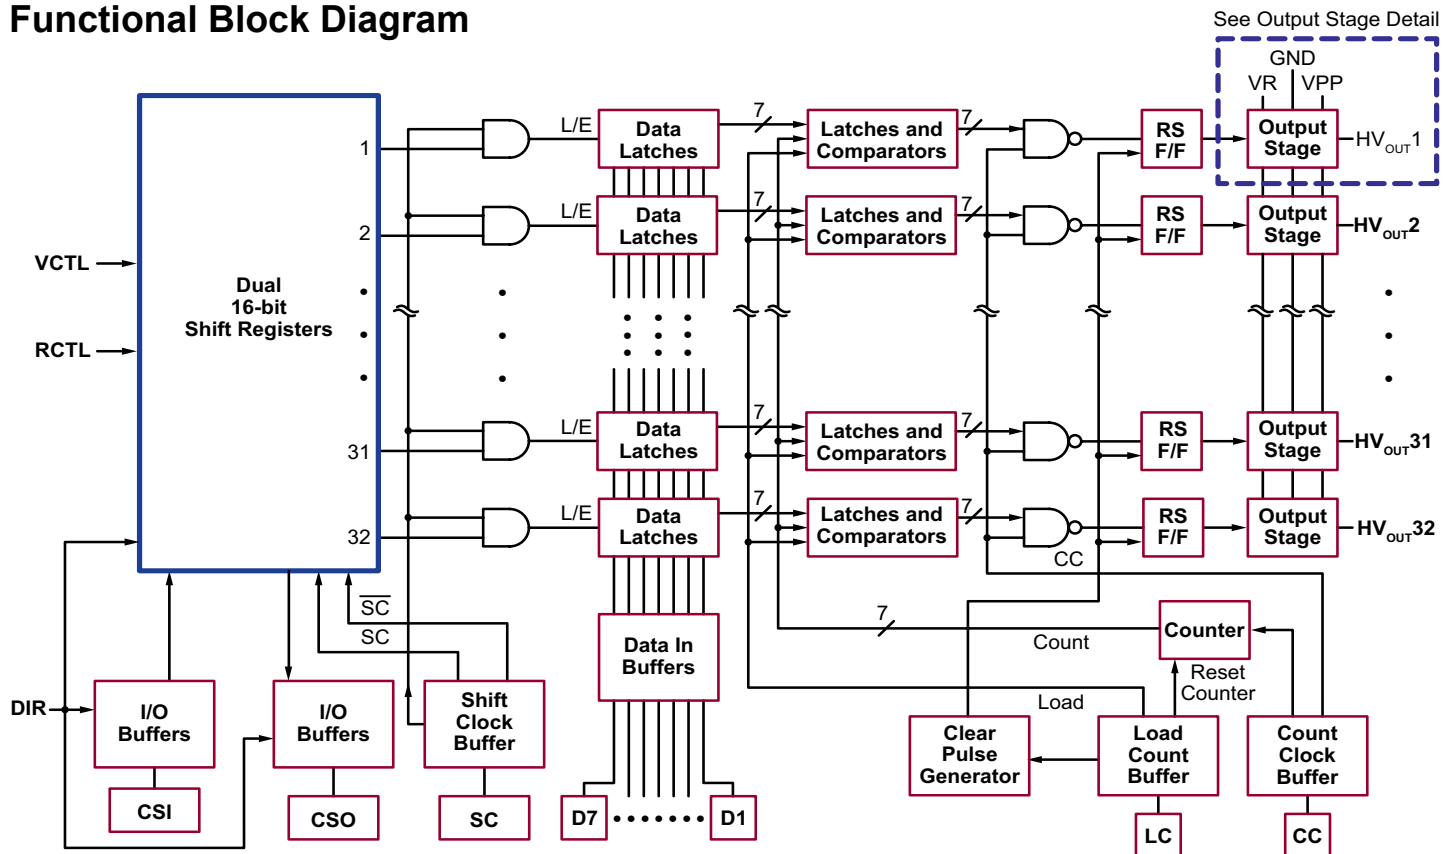 Functional Block Diagram
See Output Stage Detail
GND
VR VPP
1
L/E
Data
Latches
7
Latches and
Comparators
7
RS
F/F
Output
Stage
HVOUT1
2
L/E
Data
Latches
7
Latches and
Comparators
7
RS
F/F
Output
Stage
HVOUT2
VCTL
RCTL
Dual
16-bit
Shift Registers
31
L/E
Data
Latches
7
Latches and
Comparators
7
RS
F/F
Output
Stage
HVOUT31
32
L/E
Data
Latches
7
Latches and
Comparators
7
CC
RS
F/F
Output
Stage
HVOUT32
S̅C̅
SC
Data In
Buffers
7
Count
Counter
Reset
Counter
Load
DIR
I/O
Buffers
I/O
Buffers
Shift
Clock
Buffer
Clear
Pulse
Generator
Load
Count
Buffer
Count
Clock
Buffer
CSI
CSO
SC
D7
D1
LC
CC